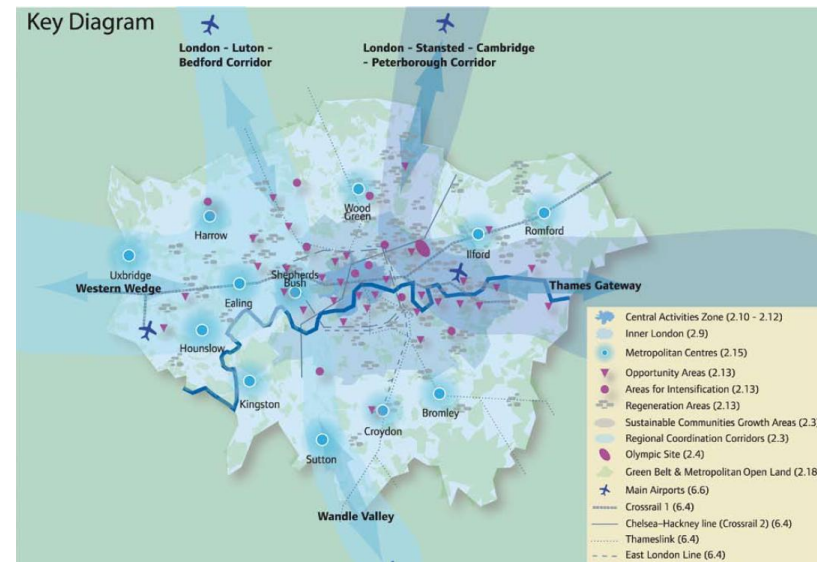 Key Diagram
London - Luton -
Bedford Corridor
London - Stansted - Cambridge
- Peterborough Corridor
Wood
Green
Harrow
Romford
Ilford
Uxbridge
Western Wedge
Shepherds
Bush
Ealing
Thames Gateway
Hounslow
Kingston
Croydon
Bromley
Sutton
Wandle Valley
Central Activities Zone (2.10 - 2.12)
Inner London (2.9)
Metropolitan Centres (2.15)
Opportunity Areas (2.13)
Areas for Intensification (2.13)
Regeneration Areas (2.13)
Sustainable Communities Growth Areas (2.3
Regional Coordination Corridors (2.3)
Olympic Site (2.4)
Green Belt & Metropolitan Open Land (2.18
Main Airports (6.6)
Crossrail 1 (6.4)
Chelsea–Hackney line (Crossrail 2) (6.4)
Thameslink (6.4)
East London Line (6.4)